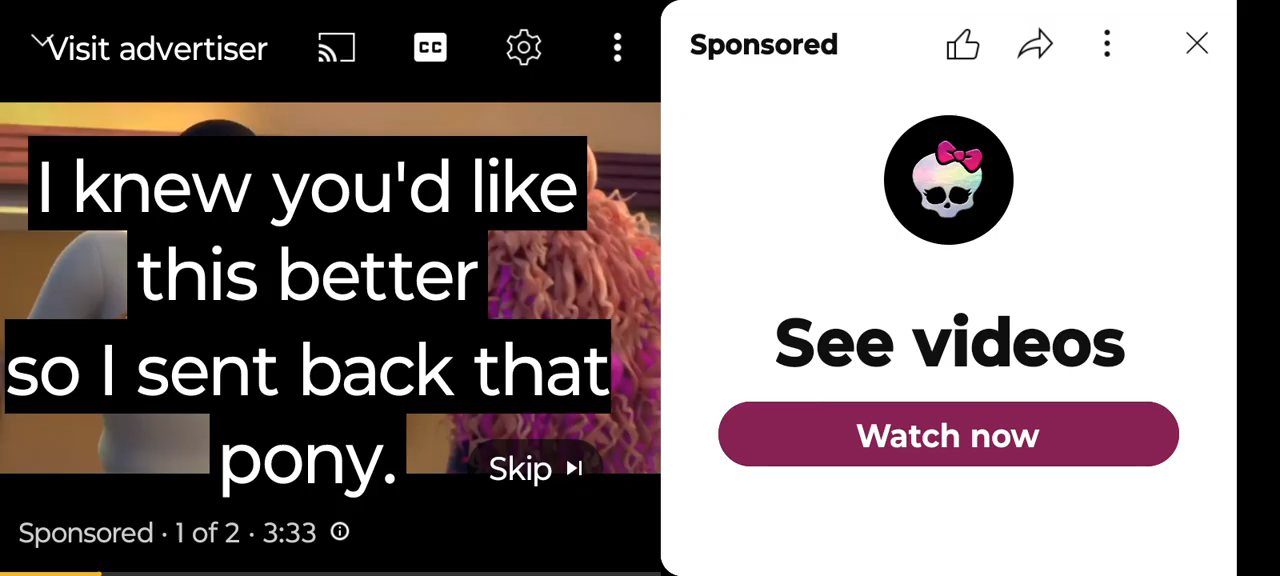 Visit advertiser
CC
I knew you'd like
this better
so I sent back that
pony.
Skip
Sponsored · 1 of 2 · 3:33
Sponsored
See videos
Watch now